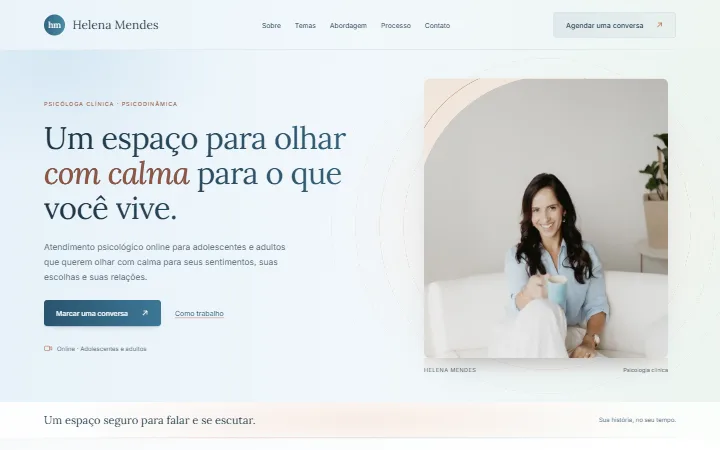 hm Helena Mendes
Sobre Temas Abordagem Processo Contato
Agendar uma conversa
PSICÓLOGA CLÍNICA · PSICODINÂMICA
Um espaço para olhar
com calma para o que
você vive.
Atendimento psicológico online para adolescentes e adultos
que querem olhar com calma para seus sentimentos, suas
escolhas e suas relações.
Marcar uma conversa
Como trabalho
Online · Adolescentes e adultos
HELENA MENDES
Psicologia clínica
Um espaço seguro para falar e se escutar.
Sua história, no seu tempo.